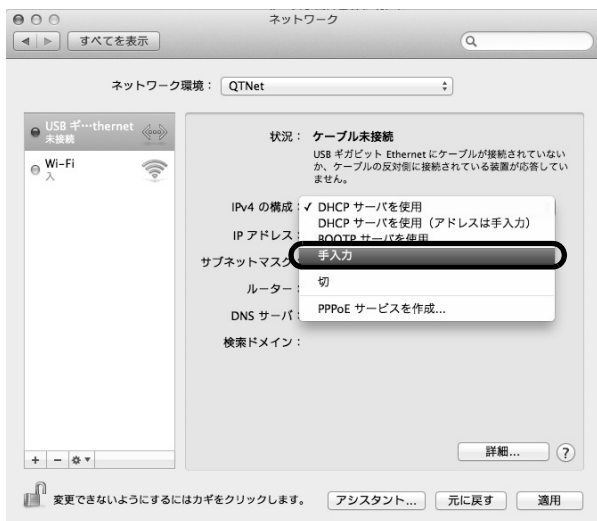 ネットワーク
すべてを表示
ネットワーク環境： QTNet
USB ギ…thernet
未接続
Wi-Fi
入
状況： ケーブル未接続
USB ギガビット Ethernet にケーブルが接続されていない
か、ケーブルの反対側に接続されている装置が応答してい
ません。
IPv4 の構成： ✓ DHCP サーバを使用
DHCP サーバを使用（アドレスは手入力）
IP アドレス： BOOTP サーバを使用
手入力
サブネットマスク：
切
ルーター：
PPPoE サービスを作成...
DNS サーバ：
検索ドメイン：
詳細... ?
+ −
変更できないようにするにはカギをクリックします。 アシスタント... 元に戻す 適用